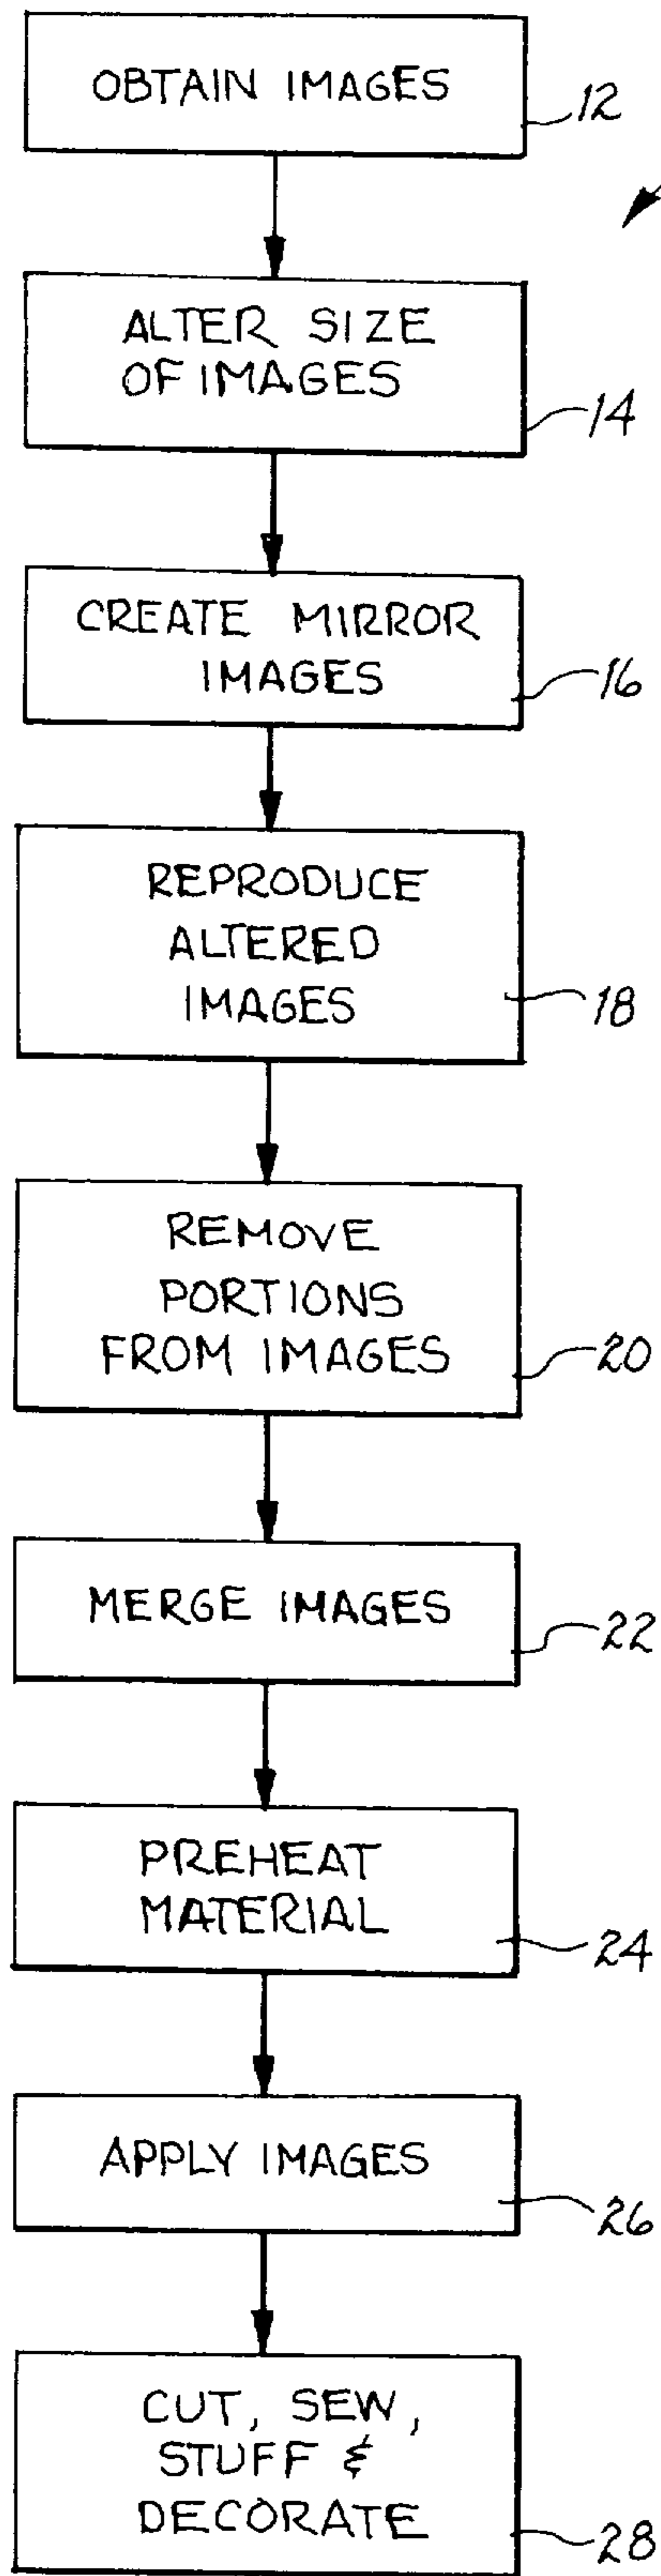 OBTAIN IMAGES
12
ALTER SIZE
OF IMAGES
14
CREATE MIRROR
IMAGES
16
REPRODUCE
ALTERED
IMAGES
18
REMOVE
PORTIONS
FROM IMAGES
20
MERGE IMAGES
22
PREHEAT
MATERIAL
24
APPLY IMAGES
26
CUT, SEW,
STUFF &
DECORATE
28